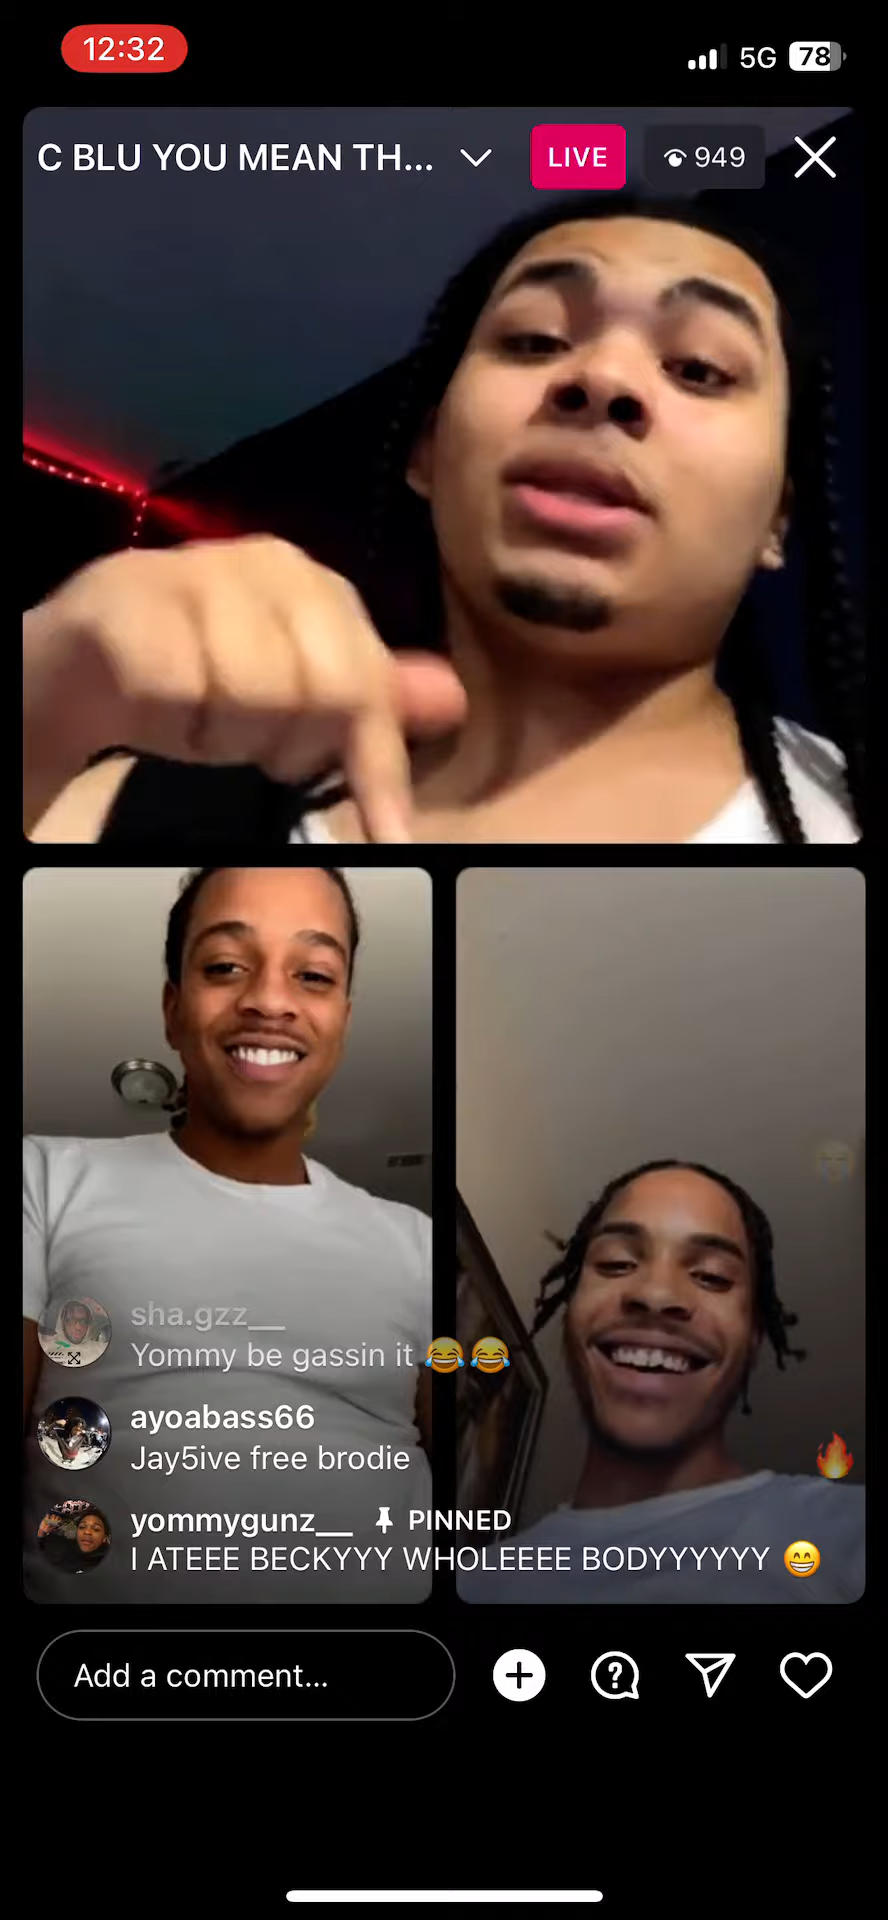 12:32
5G 78
C BLU YOU MEAN TH...
LIVE
949
sha.gzz__
Yommy be gassin it 😂😂
ayoabass66
Jay5ive free brodie
yommygunz__ PINNED
I ATEEE BECKYYY WHOLEEEE BODYYYYYY 😁
Add a comment...